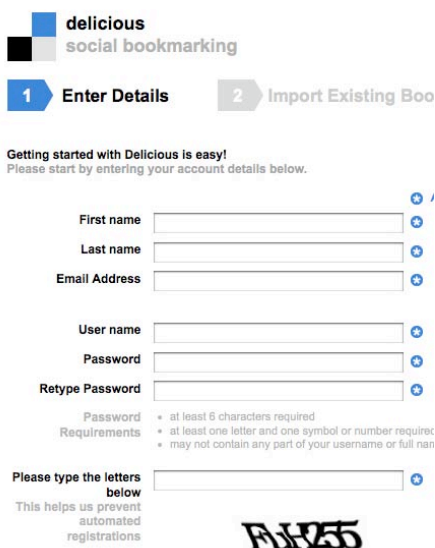 delicious
social bookmarking
1 Enter Details 2 Import Existing Boo
Getting started with Delicious is easy!
Please start by entering your account details below.
First name
Last name
Email Address
User name
Password
Retype Password
Password Requirements
• at least 6 characters required
• at least one letter and one symbol or number required
• may not contain any part of your username or full nam
Please type the letters
below
This helps us prevent
automated
registrations